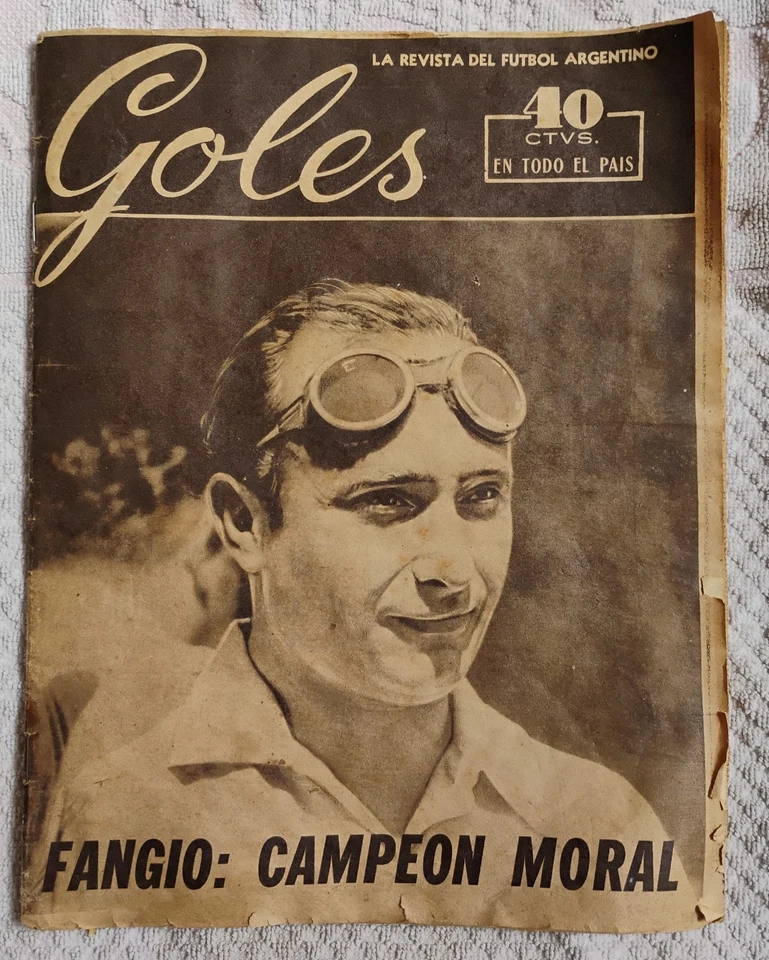 LA REVISTA DEL FUTBOL ARGENTINO
Goles
40
CTVS.
EN TODO EL PAIS
FANGIO: CAMPEON MORAL